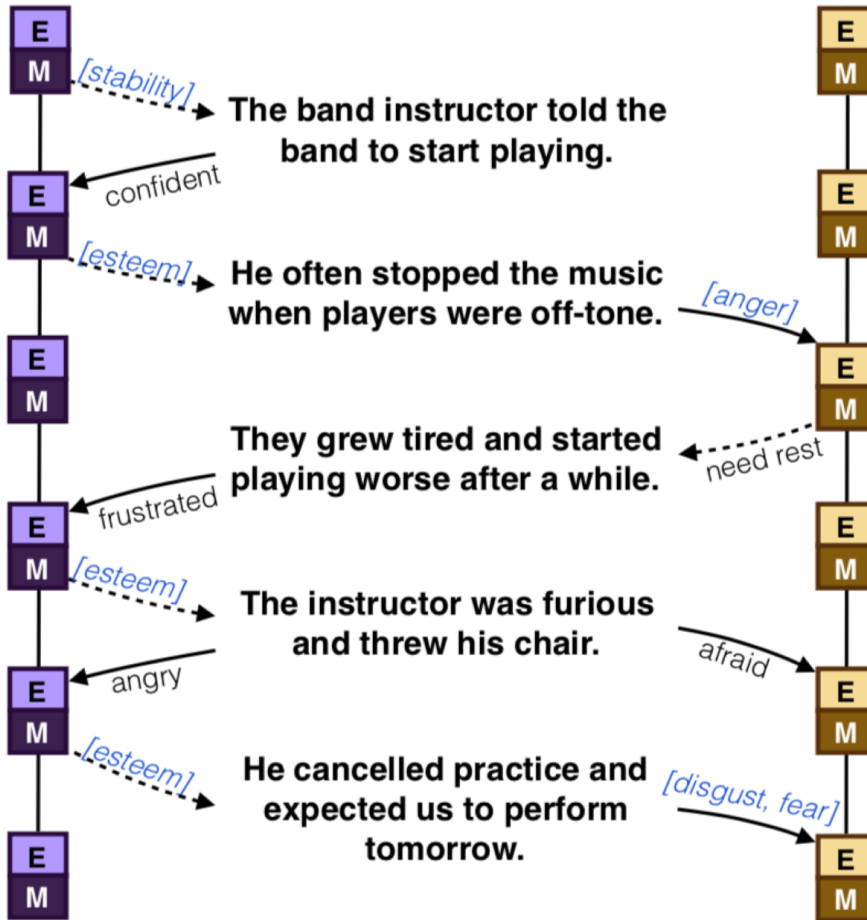 E
E
M
M
[stability]
The band instructor told the
band to start playing.
confident
E
E
M
M
[esteem]
He often stopped the music
when players were off-tone.
[anger]
E
E
M
M
They grew tired and started
playing worse after a while.
need rest
frustrated
E
E
M
M
[esteem]
The instructor was furious
and threw his chair.
afraid
angry
E
E
M
M
[esteem]
He cancelled practice and
expected us to perform
tomorrow.
[disgust, fear]
E
E
M
M